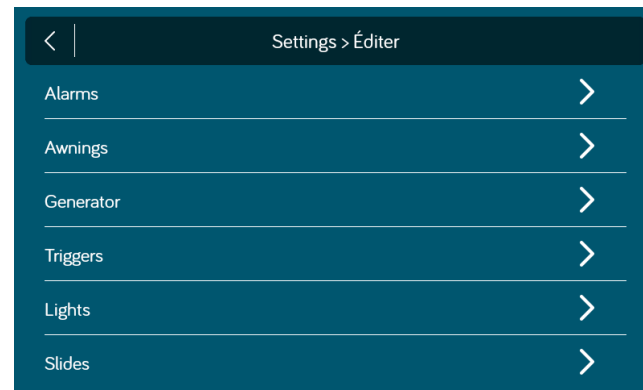 Settings > Éditer
Alarms
Awnings
Generator
Triggers
Lights
Slides